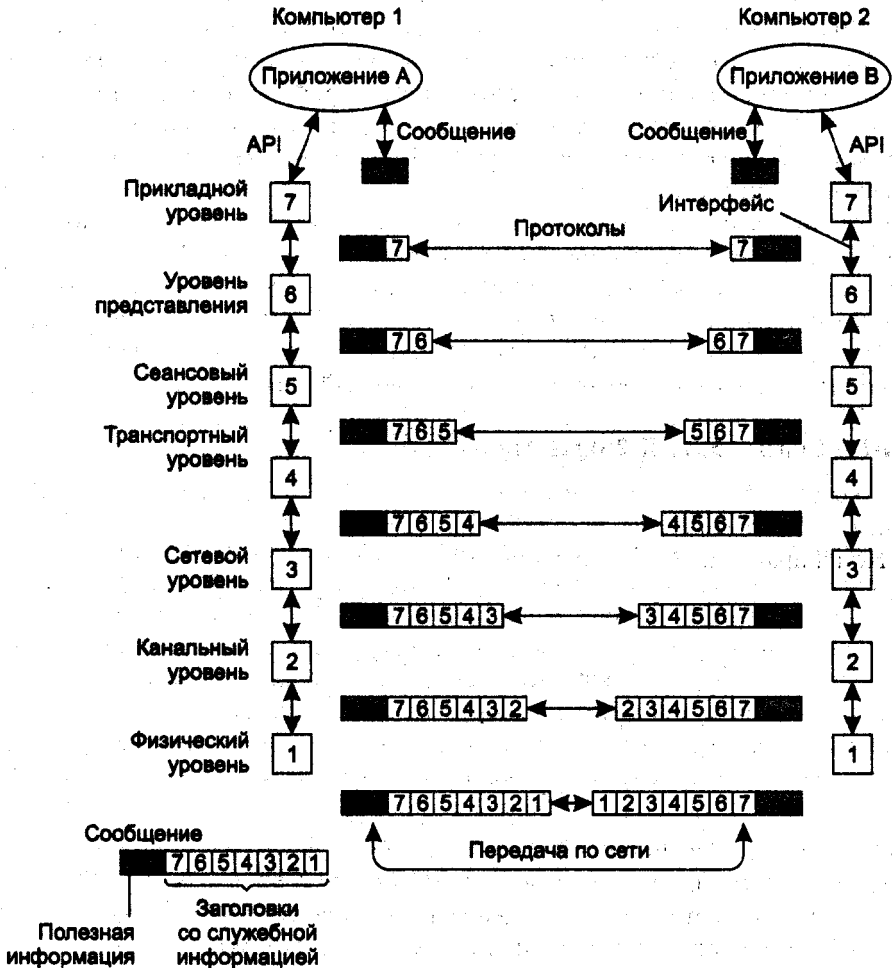 Компьютер 1
Компьютер 2
Приложение А
Приложение В
API
Сообщение
Сообщение
API
Прикладной
уровень
7
Интерфейс
7
Протоколы
7
7
Уровень
представления
6
6
7 6
6 7
Сеансовый
уровень
5
5
7 6 5
5 6 7
Транспортный
уровень
4
4
7 6 5 4
4 5 6 7
Сетевой
уровень
3
3
7 6 5 4 3
3 4 5 6 7
Канальный
уровень
2
2
7 6 5 4 3 2
2 3 4 5 6 7
Физический
уровень
1
1
7 6 5 4 3 2 1
1 2 3 4 5 6 7
Передача по сети
Сообщение
7 6 5 4 3 2 1
Полезная
информация
Заголовки
со служебной
информацией